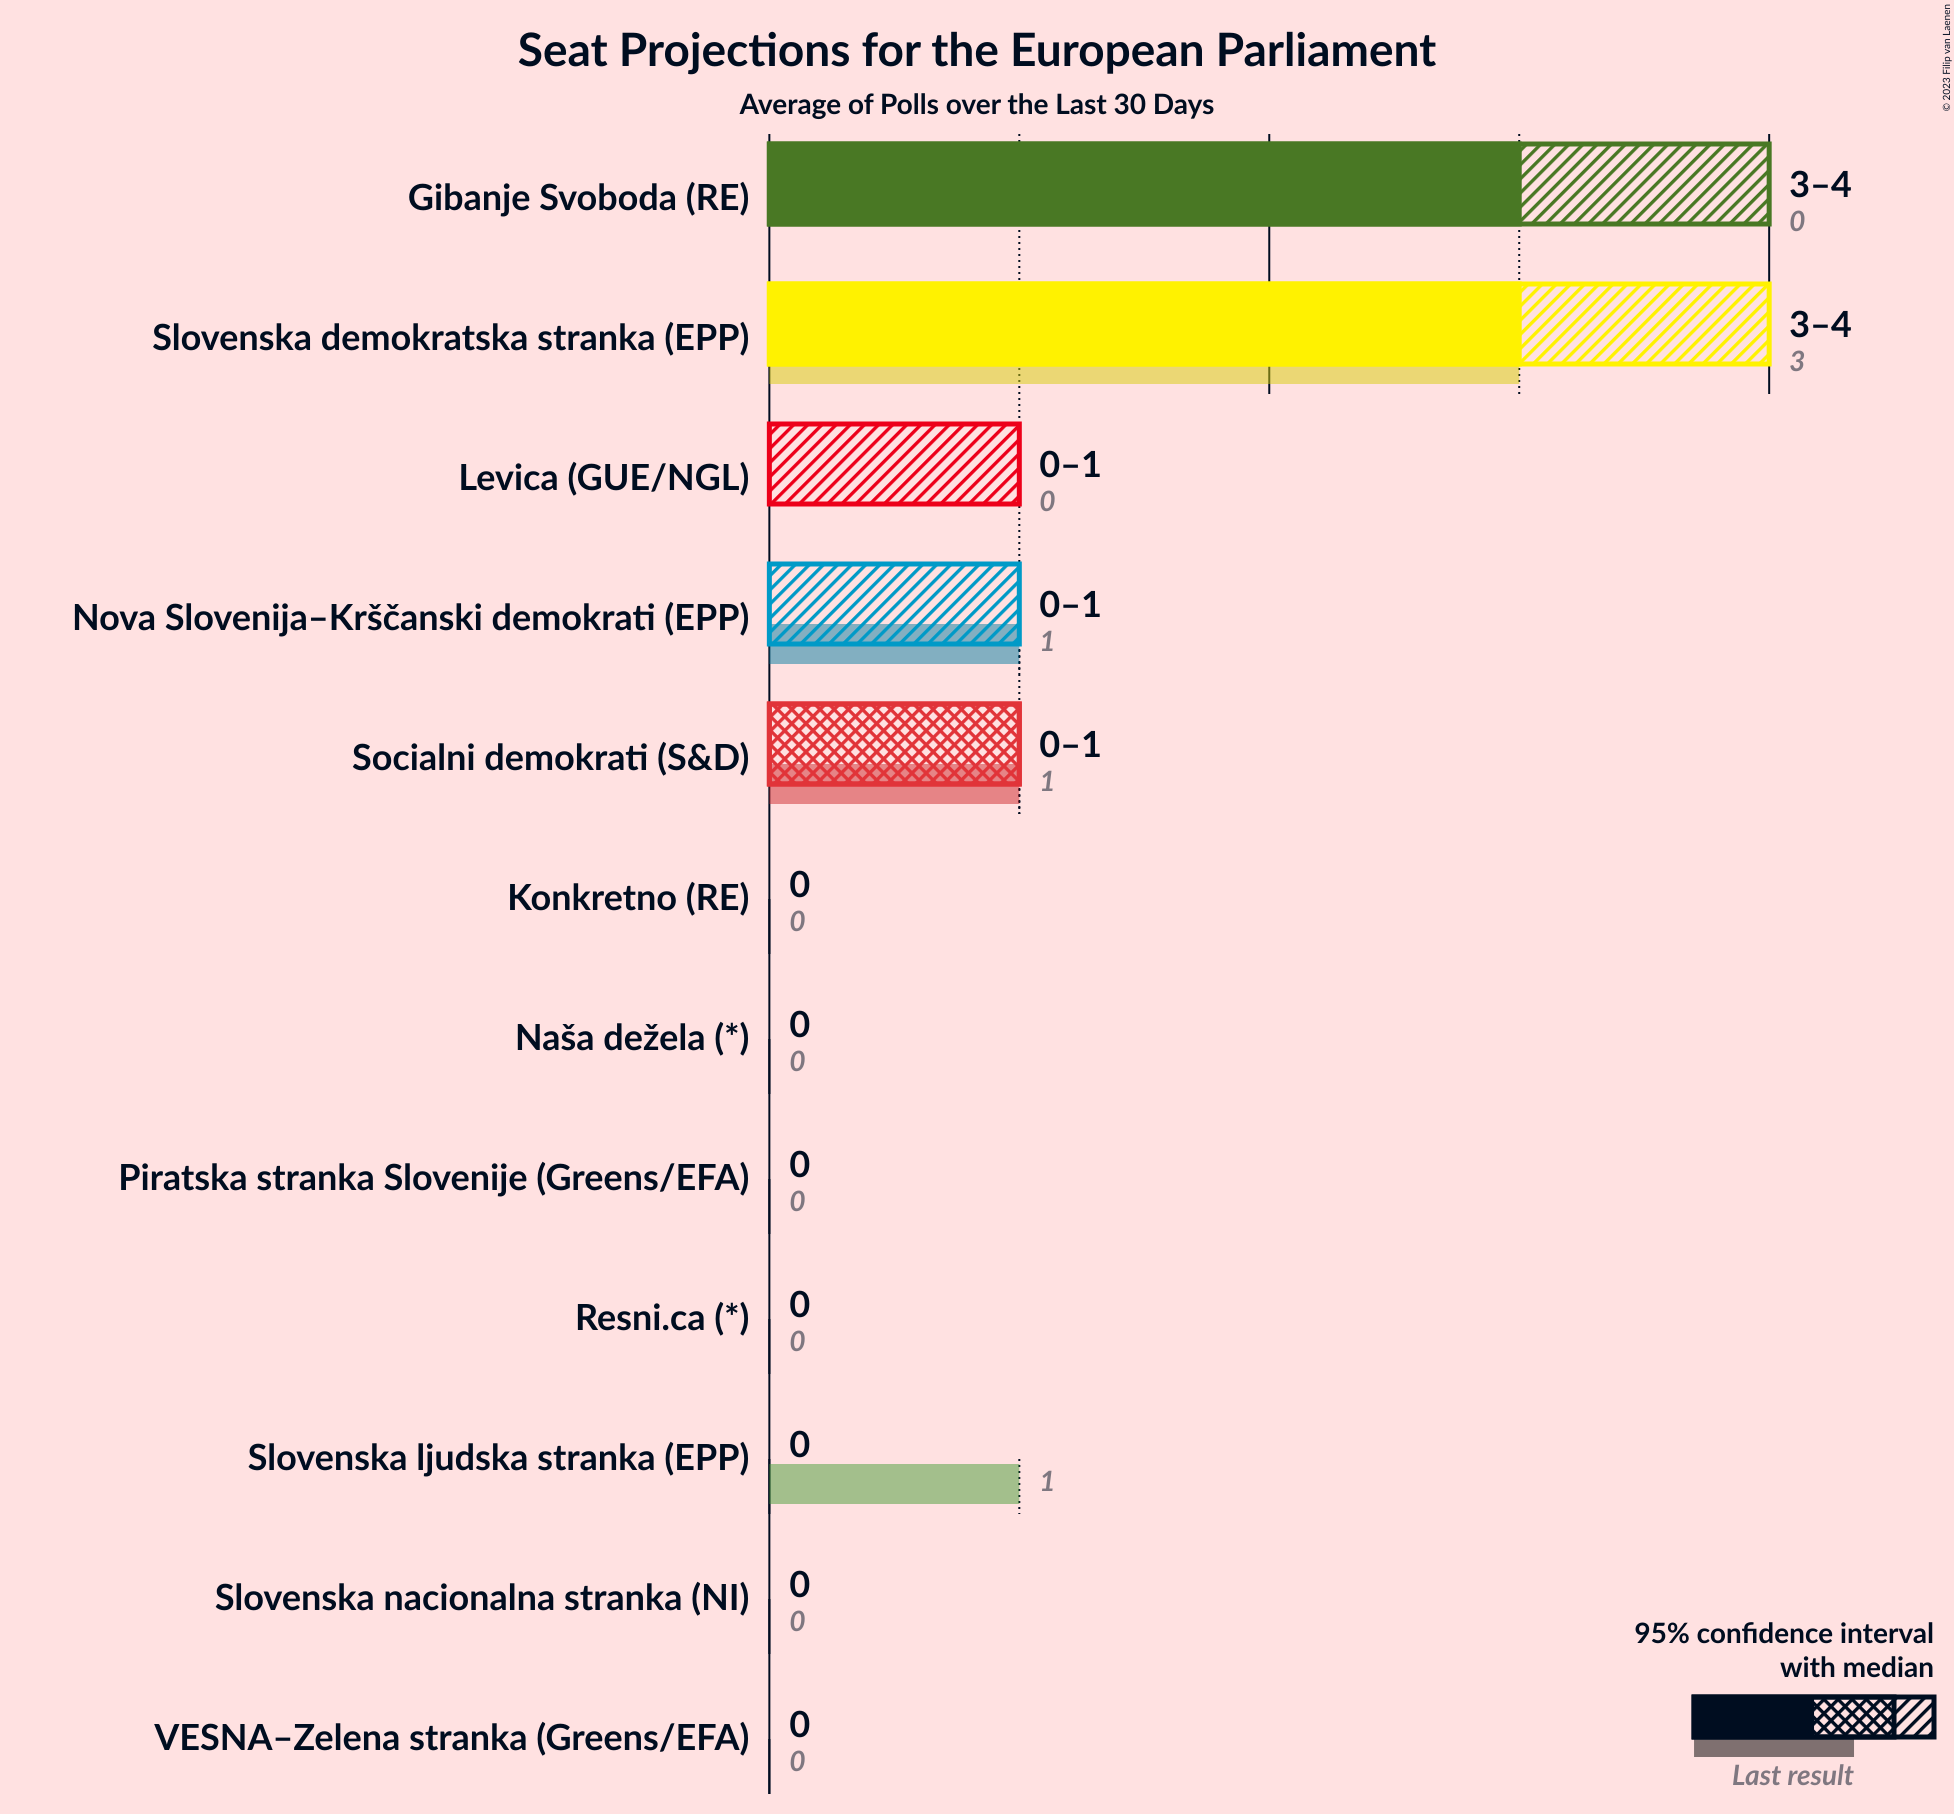 Seat Projections for the European Parliament
Average of Polls over the Last 30 Days
© 2023 Filip van Laenen
Gibanje Svoboda (RE)
3–4
0
Slovenska demokratska stranka (EPP)
3–4
3
Levica (GUE/NGL)
0–1
0
Nova Slovenija–Krščanski demokrati (EPP)
0–1
1
Socialni demokrati (S&D)
0–1
1
Konkretno (RE)
0
0
Naša dežela (*)
0
0
Piratska stranka Slovenije (Greens/EFA)
0
0
Resni.ca (*)
0
0
Slovenska ljudska stranka (EPP)
0
1
Slovenska nacionalna stranka (NI)
0
0
VESNA–Zelena stranka (Greens/EFA)
0
0
95% confidence interval
with median
Last result